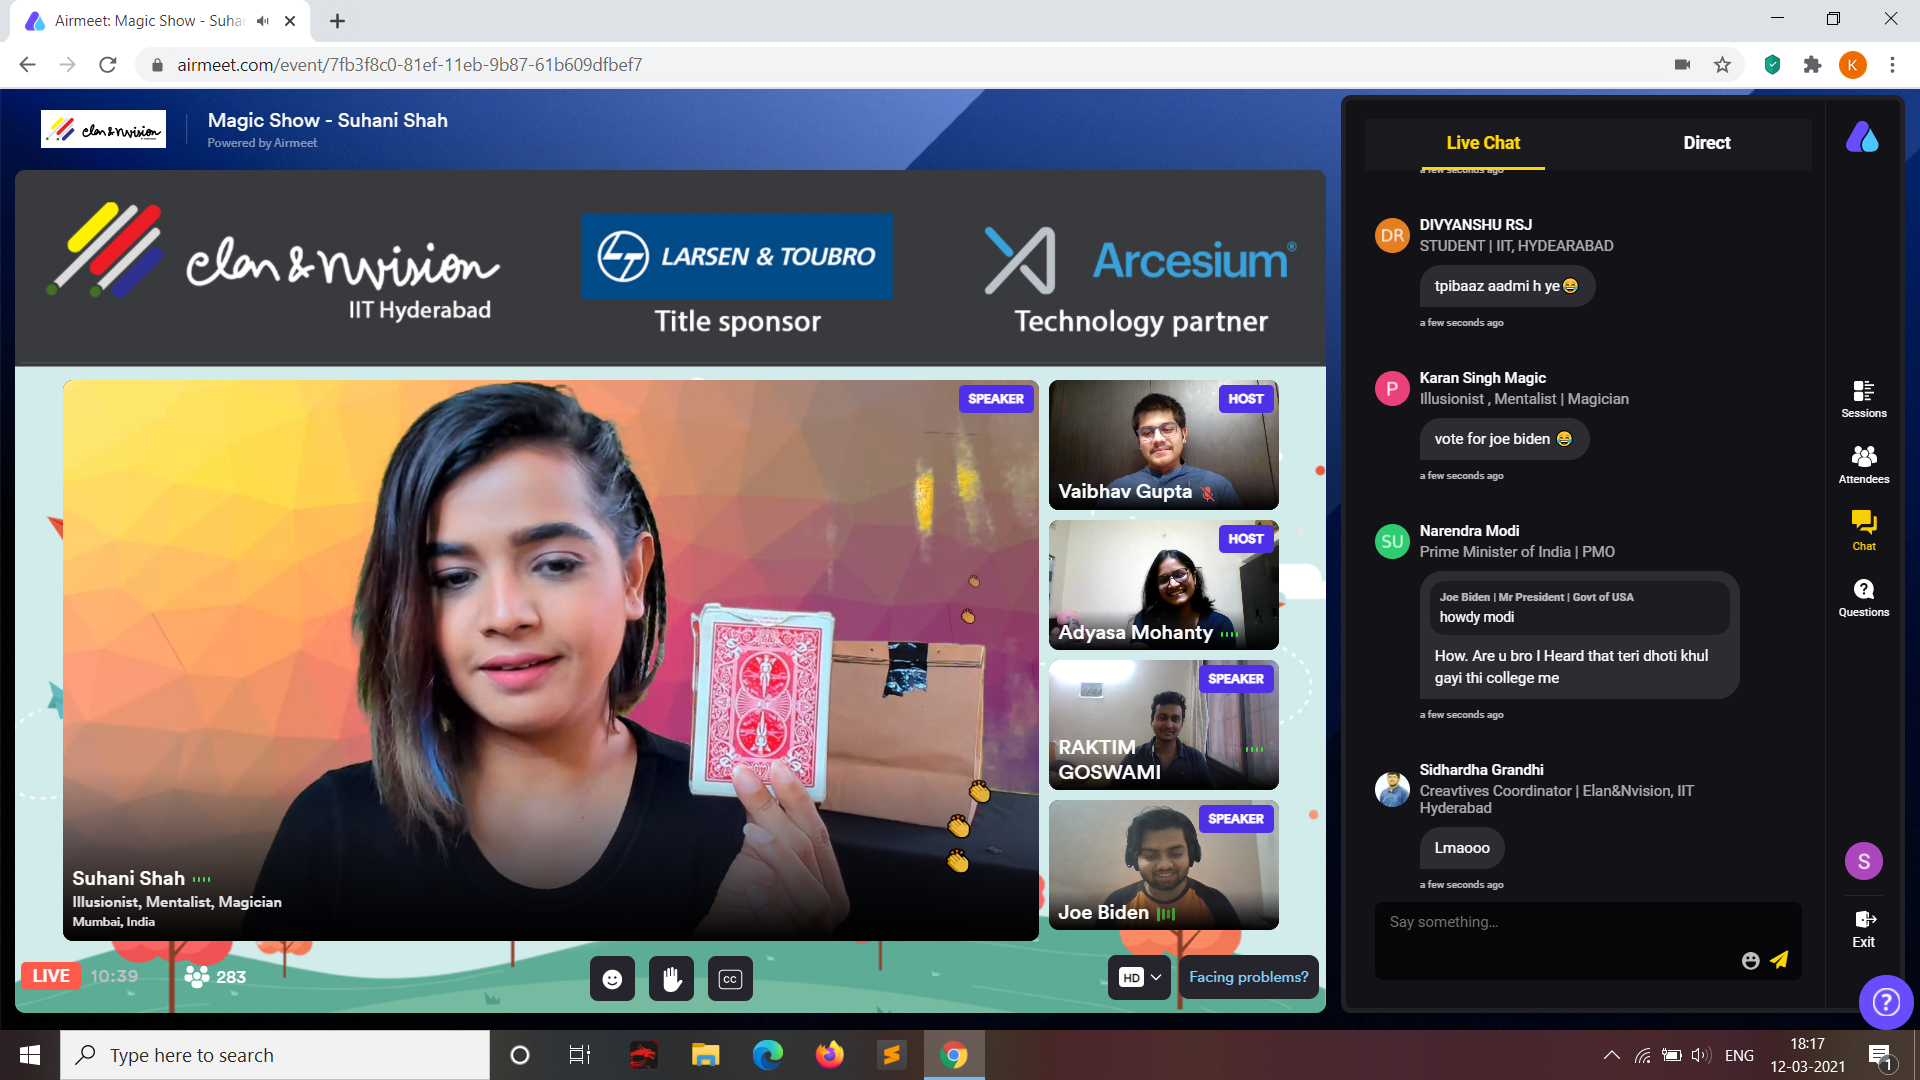 Airmeet: Magic Show - Suha
airmeet.com/event/7fb3f8c0-81ef-11eb-9b87-61b609dfbef7
K
elan & nvision
Magic Show - Suhani Shah
Powered by Airmeet
elan & nvision
IIT Hyderabad
LARSEN & TOUBRO
Title sponsor
Arcesium
Technology partner
SPEAKER
Suhani Shah
Illusionist, Mentalist, Magician
Mumbai, India
HOST
Vaibhav Gupta
HOST
Adyasa Mohanty
SPEAKER
RAKTIM
GOSWAMI
SPEAKER
Joe Biden
LIVE 10:39 283
CC
HD
Facing problems?
Live Chat Direct
a few seconds ago
DR
DIVYANSHU RSJ
STUDENT | IIT, HYDEARABAD
tpibaaz aadmi h ye😂
a few seconds ago
P
Karan Singh Magic
Illusionist , Mentalist | Magician
vote for joe biden 😂
a few seconds ago
SU
Narendra Modi
Prime Minister of India | PMO
Joe Biden | Mr President | Govt of USA
howdy modi
How. Are u bro I Heard that teri dhoti khul
gayi thi college me
a few seconds ago
Sidhardha Grandhi
Creavtives Coordinator | Elan&Nvision, IIT
Hyderabad
Lmaooo
a few seconds ago
Say something...
Sessions
Attendees
Chat
Questions
S
Exit
?
Type here to search
ENG
18:17
12-03-2021
1